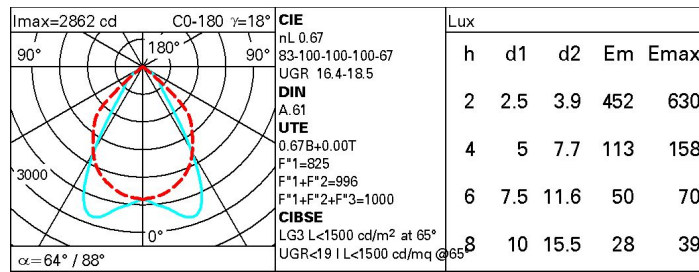 Imax=2862 cd C0-180 γ=18°
90° 180° 90°
3000
0°
α=64° / 88°
CIE
nL 0.67
83-100-100-100-67
UGR 16.4-18.5
DIN
A.61
UTE
0.67B+0.00T
F"1=825
F"1+F"2=996
F"1+F"2+F"3=1000
CIBSE
LG3 L<1500 cd/m² at 65°
UGR<19 | L<1500 cd/mq @65°
Lux
h d1 d2 Em Emax
2 2.5 3.9 452 630
4 5 7.7 113 158
6 7.5 11.6 50 70
8 10 15.5 28 39